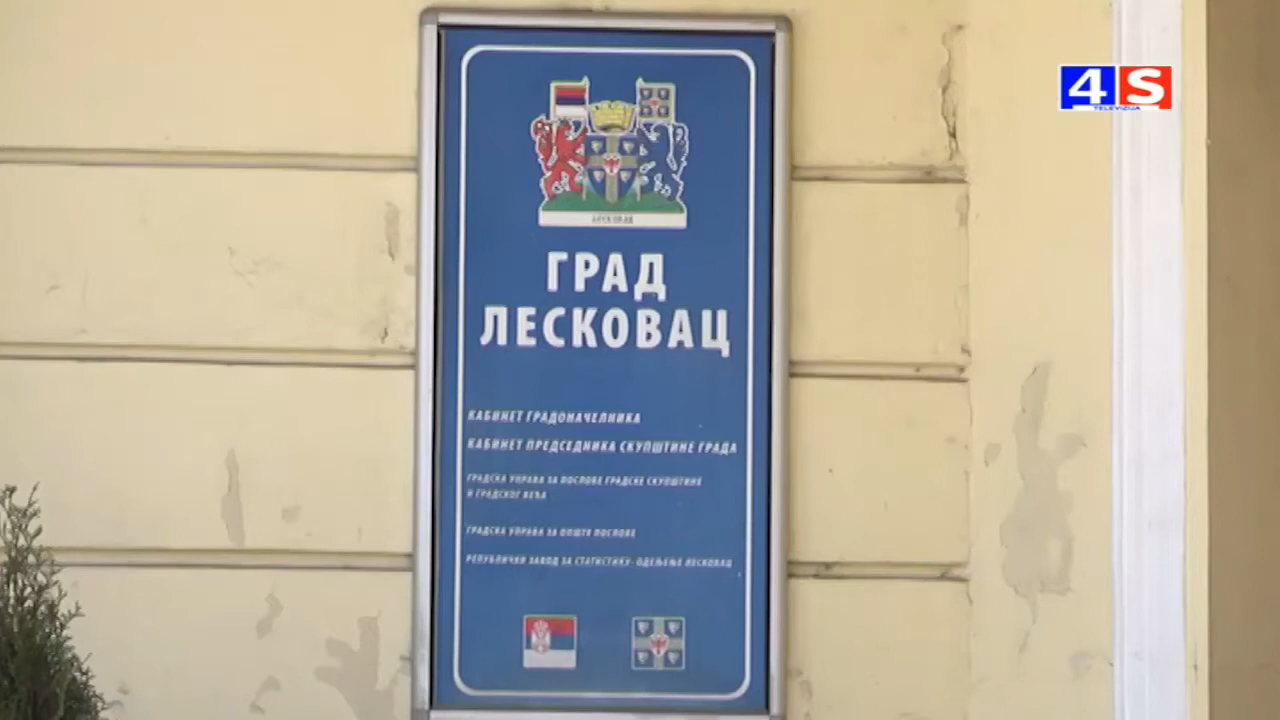 4S
TELEVIZIJA
ЛЕСКОВАЦ
ГРАД
ЛЕСКОВАЦ
КАБИНЕТ ГРАДОНАЧЕЛНИКА
КАБИНЕТ ПРЕДСЕДНИКА СКУПШТИНЕ ГРАДА
ГРАДСКА УПРАВА ЗА ПОСЛОВЕ ГРАДСКЕ СКУПШТИНЕ
И ГРАДСКОГ ВЕЋА
ГРАДСКА УПРАВА ЗА ОПШТЕ ПОСЛОВЕ
РЕПУБЛИЧКИ ЗАВОД ЗА СТАТИСТИКУ- ОДЕЉЕЊЕ ЛЕСКОВАЦ